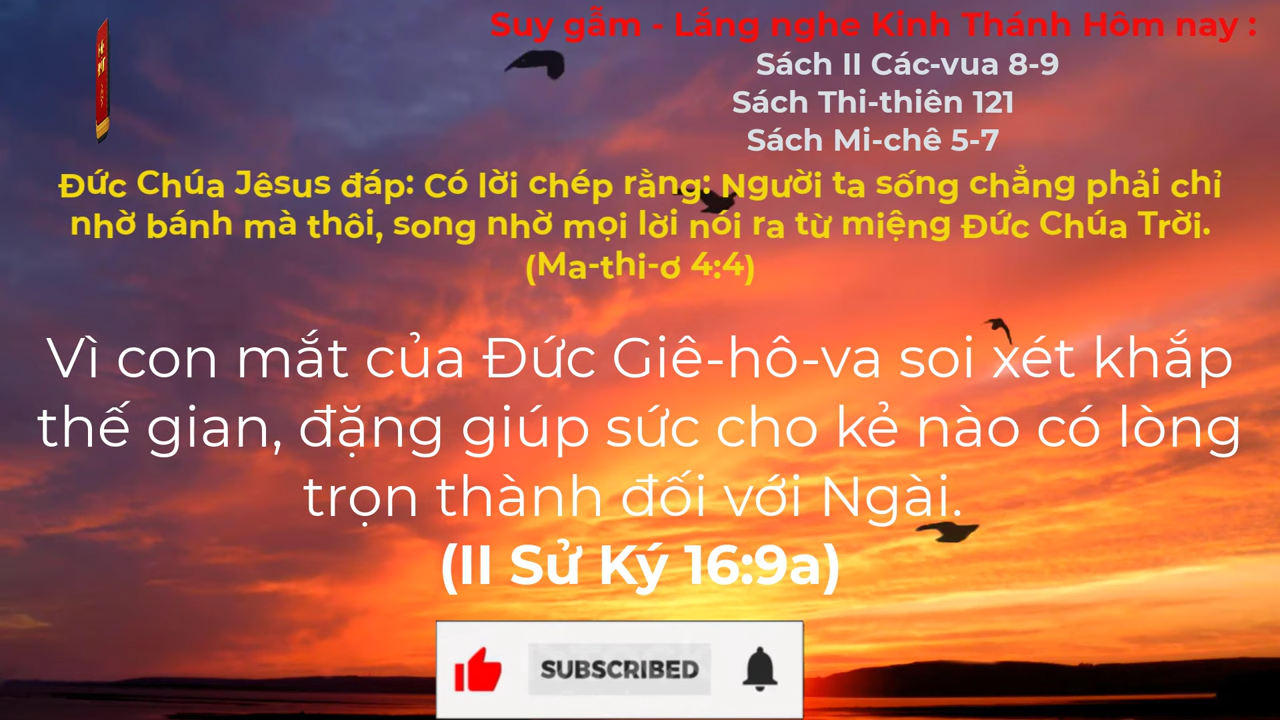 Suy gẫm - Lắng nghe Kinh Thánh Hôm nay :
Sách II Các-vua 8-9
Sách Thi-thiên 121
Sách Mi-chê 5-7
Đức Chúa Jêsus đáp: Có lời chép rằng: Người ta sống chẳng phải chỉ
nhờ bánh mà thôi, song nhờ mọi lời nói ra từ miệng Đức Chúa Trời.
(Ma-thi-ơ 4:4)
Vì con mắt của Đức Giê-hô-va soi xét khắp
thế gian, đặng giúp sức cho kẻ nào có lòng
trọn thành đối với Ngài.
(II Sử Ký 16:9a)
SUBSCRIBED